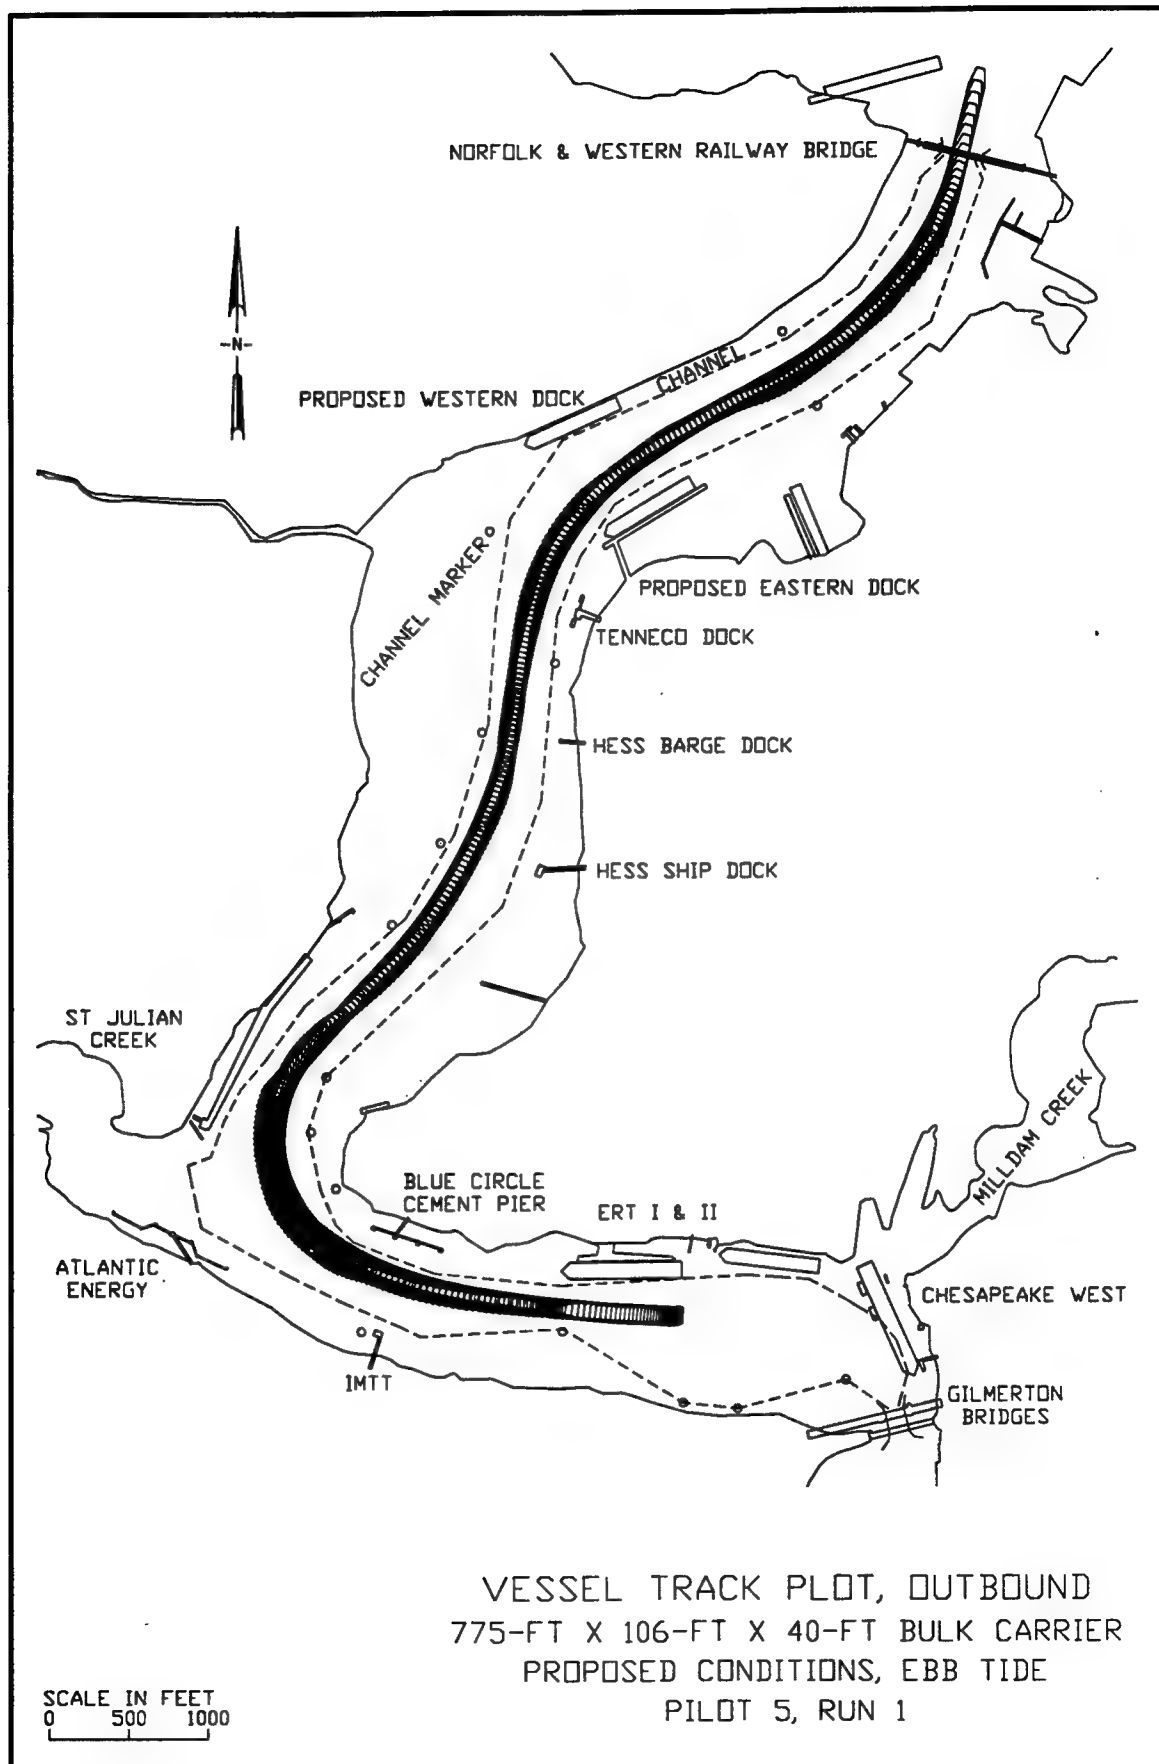 NORFOLK & WESTERN RAILWAY BRIDGE
-N-
CHANNEL
PROPOSED WESTERN DOCK
CHANNEL MARKER
PROPOSED EASTERN DOCK
TENNECO DOCK
HESS BARGE DOCK
HESS SHIP DOCK
ST JULIAN
CREEK
MILLDAM CREEK
BLUE CIRCLE
CEMENT PIER
ERT I & II
ATLANTIC
ENERGY
CHESAPEAKE WEST
IMTT
GILMERTON
BRIDGES
VESSEL TRACK PLOT, OUTBOUND
775-FT X 106-FT X 40-FT BULK CARRIER
PROPOSED CONDITIONS, EBB TIDE
PILOT 5, RUN 1
SCALE IN FEET
0 500 1000